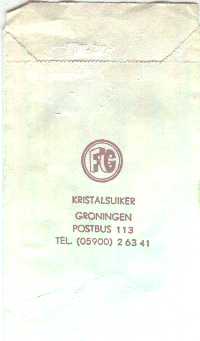 FG
KRISTALSUIKER
GRONINGEN
POSTBUS 113
TEL. (05900) 2 63 41